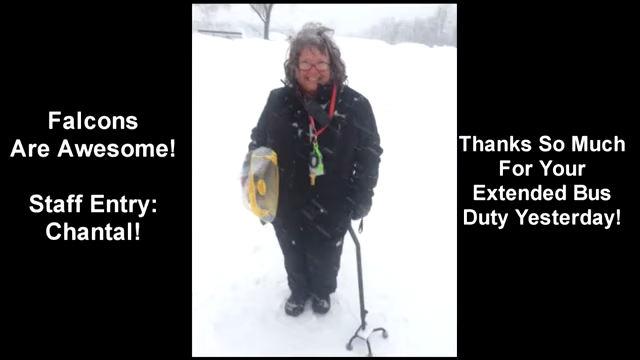 Falcons
Are Awesome!
Staff Entry:
Chantal!
Thanks So Much
For Your
Extended Bus
Duty Yesterday!